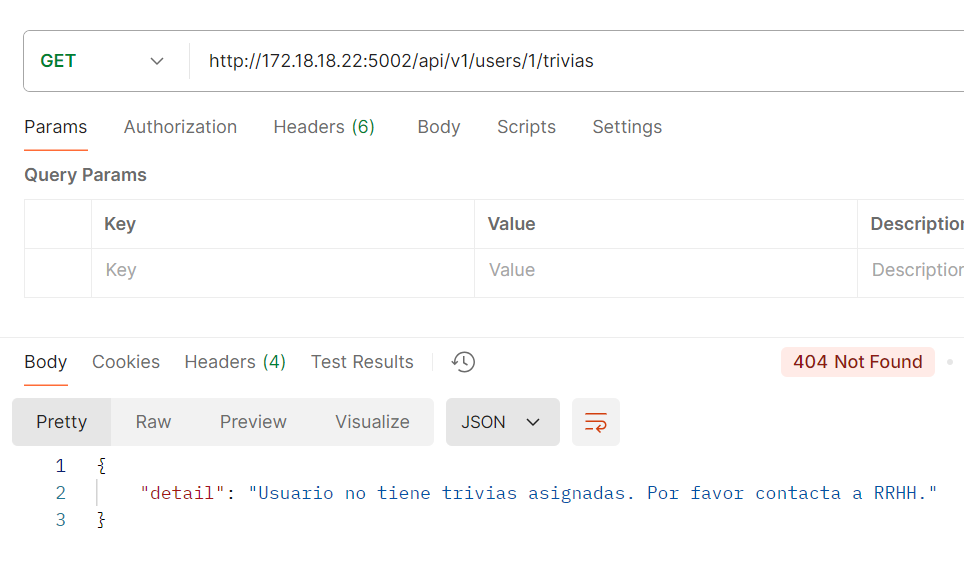 GET http://172.18.18.22:5002/api/v1/users/1/trivias
Params Authorization Headers (6) Body Scripts Settings
Query Params
Key Value Description
Key Value Description
Body Cookies Headers (4) Test Results 404 Not Found
Pretty Raw Preview Visualize JSON
1 {
2 "detail": "Usuario no tiene trivias asignadas. Por favor contacta a RRHH."
3 }